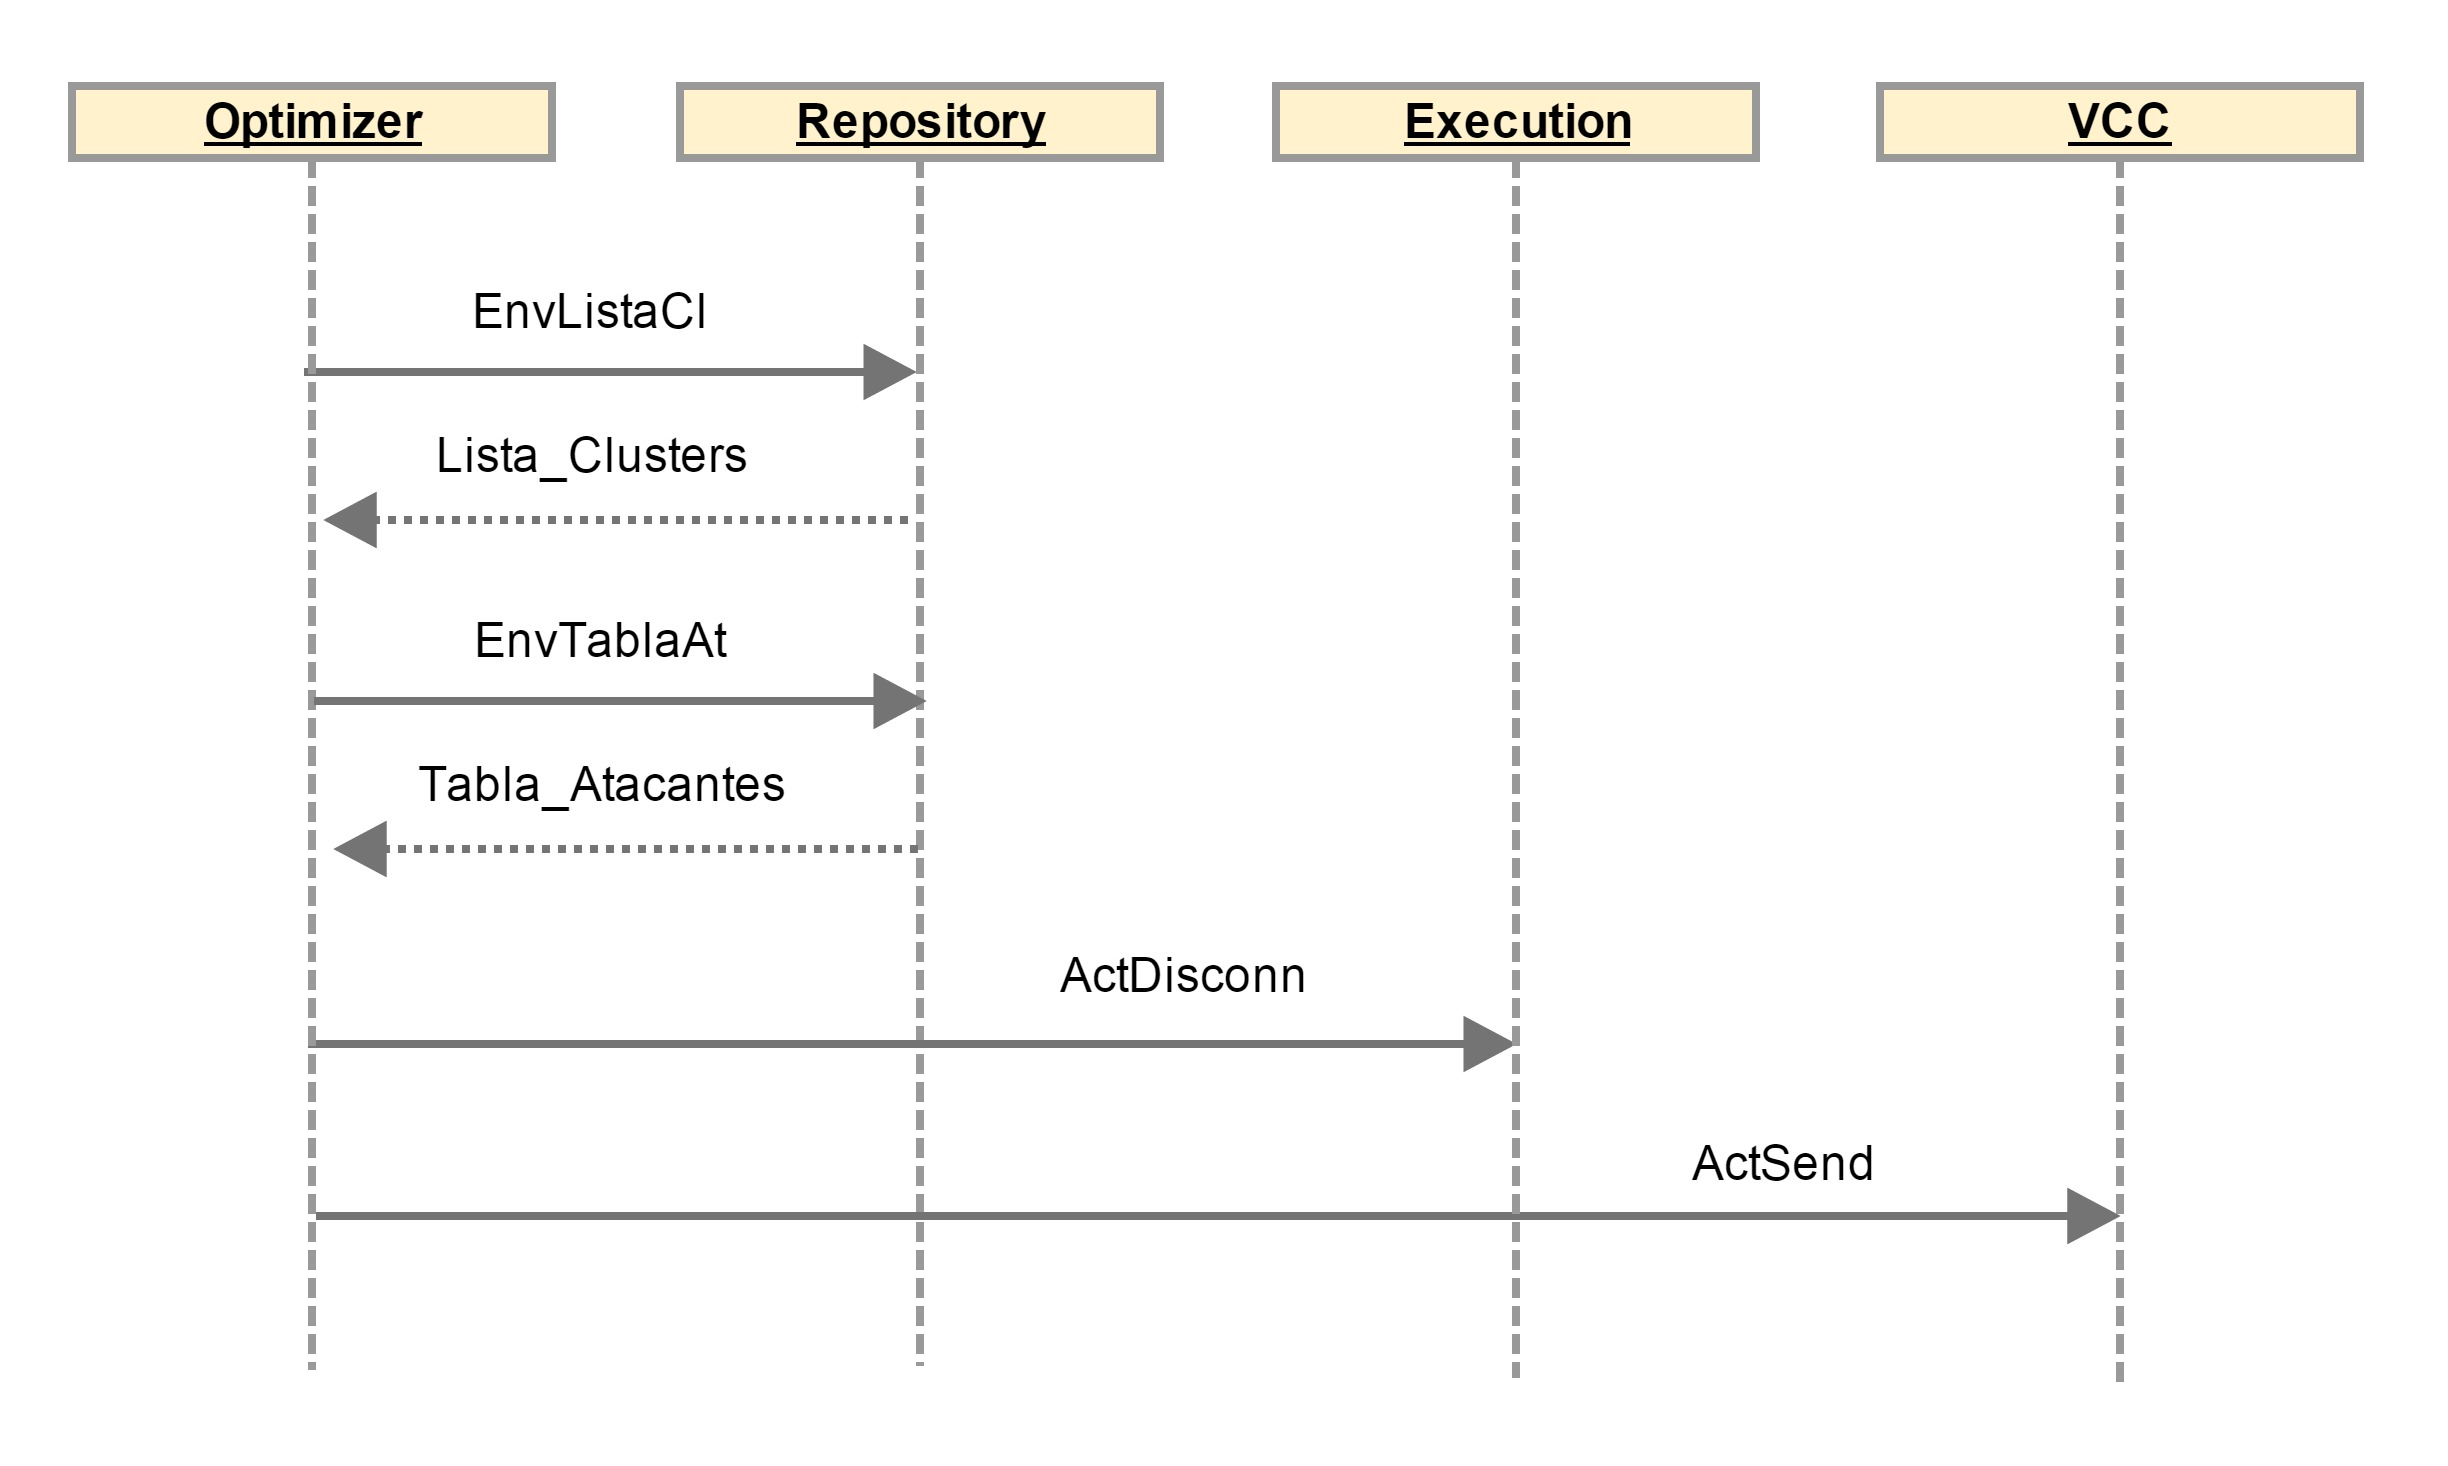 Optimizer
Repository
Execution
VCC
EnvListaCl
Lista_Clusters
EnvTablaAt
Tabla_Atacantes
ActDisconn
ActSend